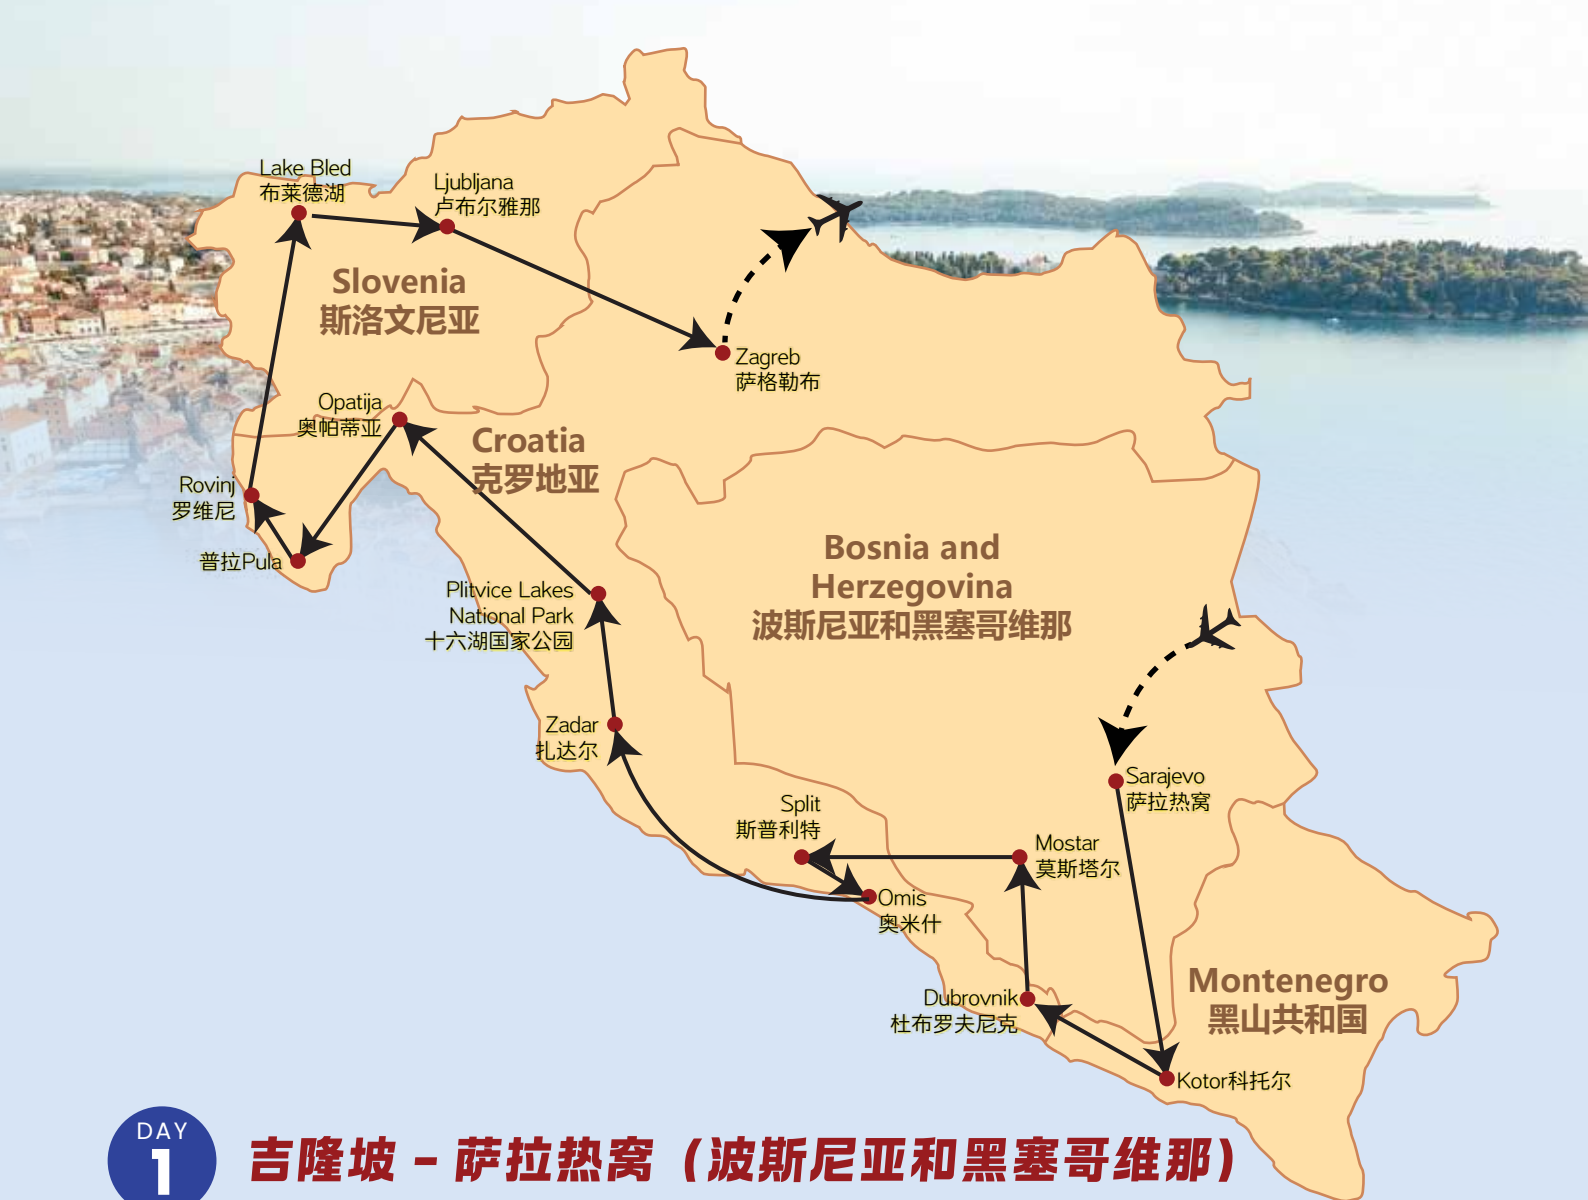 Lake Bled
布莱德湖
Ljubljana
卢布尔雅那
Slovenia
斯洛文尼亚
Zagreb
萨格勒布
Opatija
奥帕蒂亚
Croatia
克罗地亚
Rovinj
罗维尼
普拉Pula
Bosnia and
Herzegovina
波斯尼亚和黑塞哥维那
Plitvice Lakes
National Park
十六湖国家公园
Zadar
扎达尔
Sarajevo
萨拉热窝
Split
斯普利特
Mostar
莫斯塔尔
Omis
奥米什
Montenegro
黑山共和国
Dubrovnik
杜布罗夫尼克
Kotor科托尔
DAY
1
吉隆坡 – 萨拉热窝（波斯尼亚和黑塞哥维那）